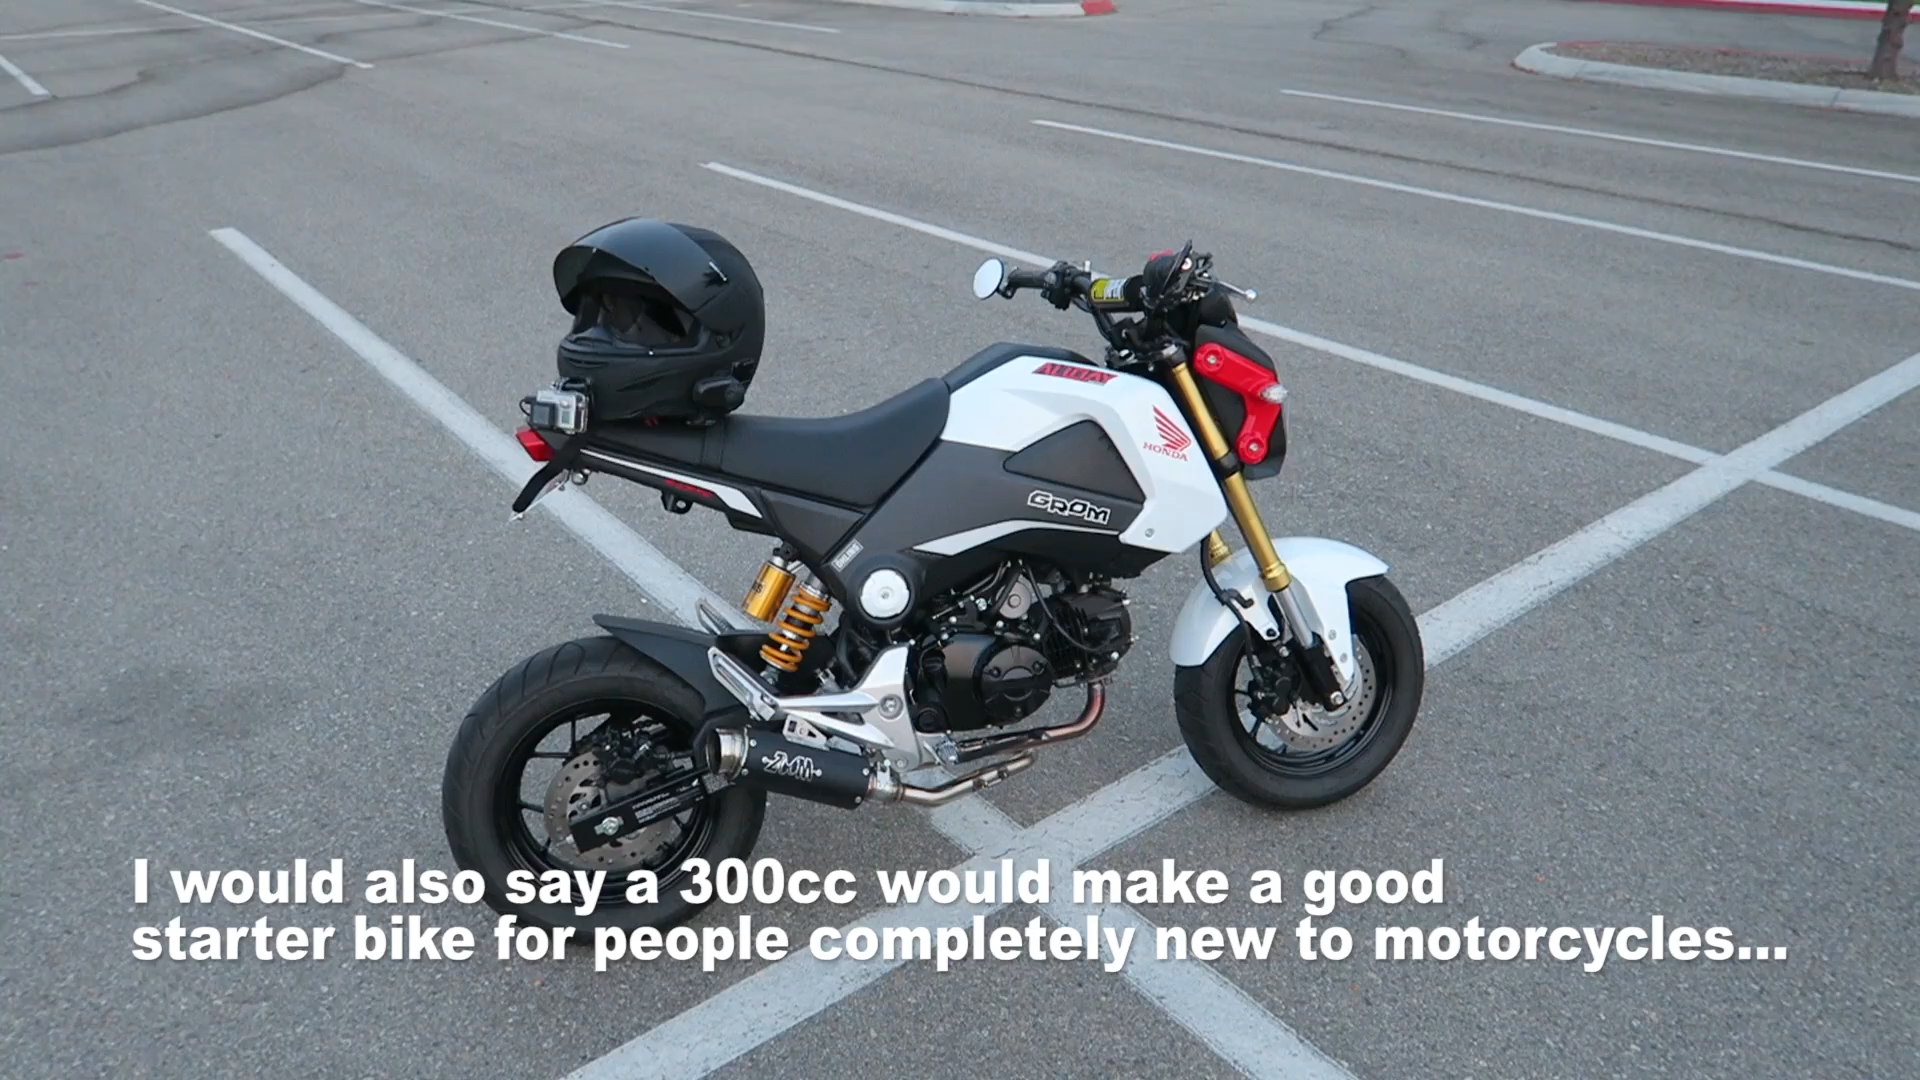 HONDA
GROM
I would also say a 300cc would make a good
starter bike for people completely new to motorcycles...